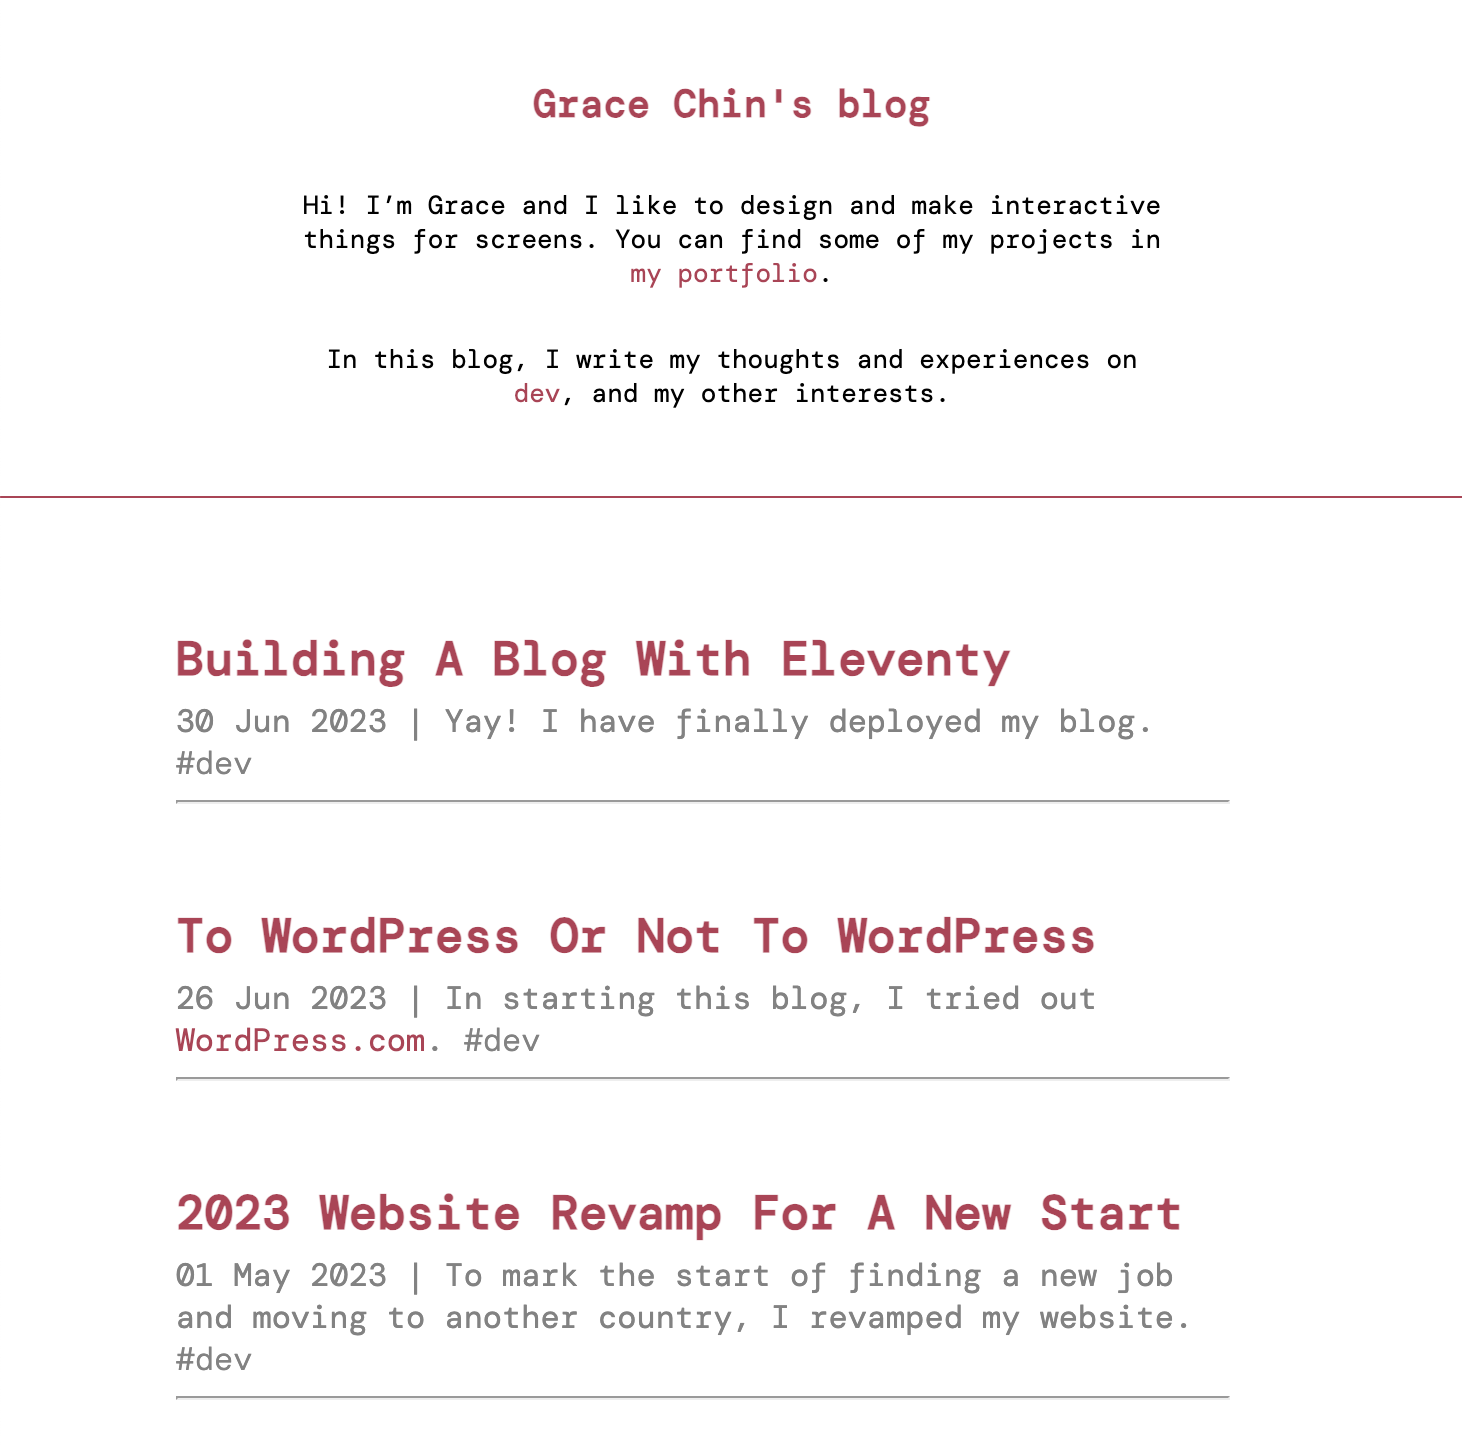 Grace Chin's blog
Hi! I’m Grace and I like to design and make interactive
things for screens. You can find some of my projects in
my portfolio.
In this blog, I write my thoughts and experiences on
dev, and my other interests.
Building A Blog With Eleventy
30 Jun 2023 | Yay! I have finally deployed my blog.
#dev
To WordPress Or Not To WordPress
26 Jun 2023 | In starting this blog, I tried out
WordPress.com. #dev
2023 Website Revamp For A New Start
01 May 2023 | To mark the start of finding a new job
and moving to another country, I revamped my website.
#dev